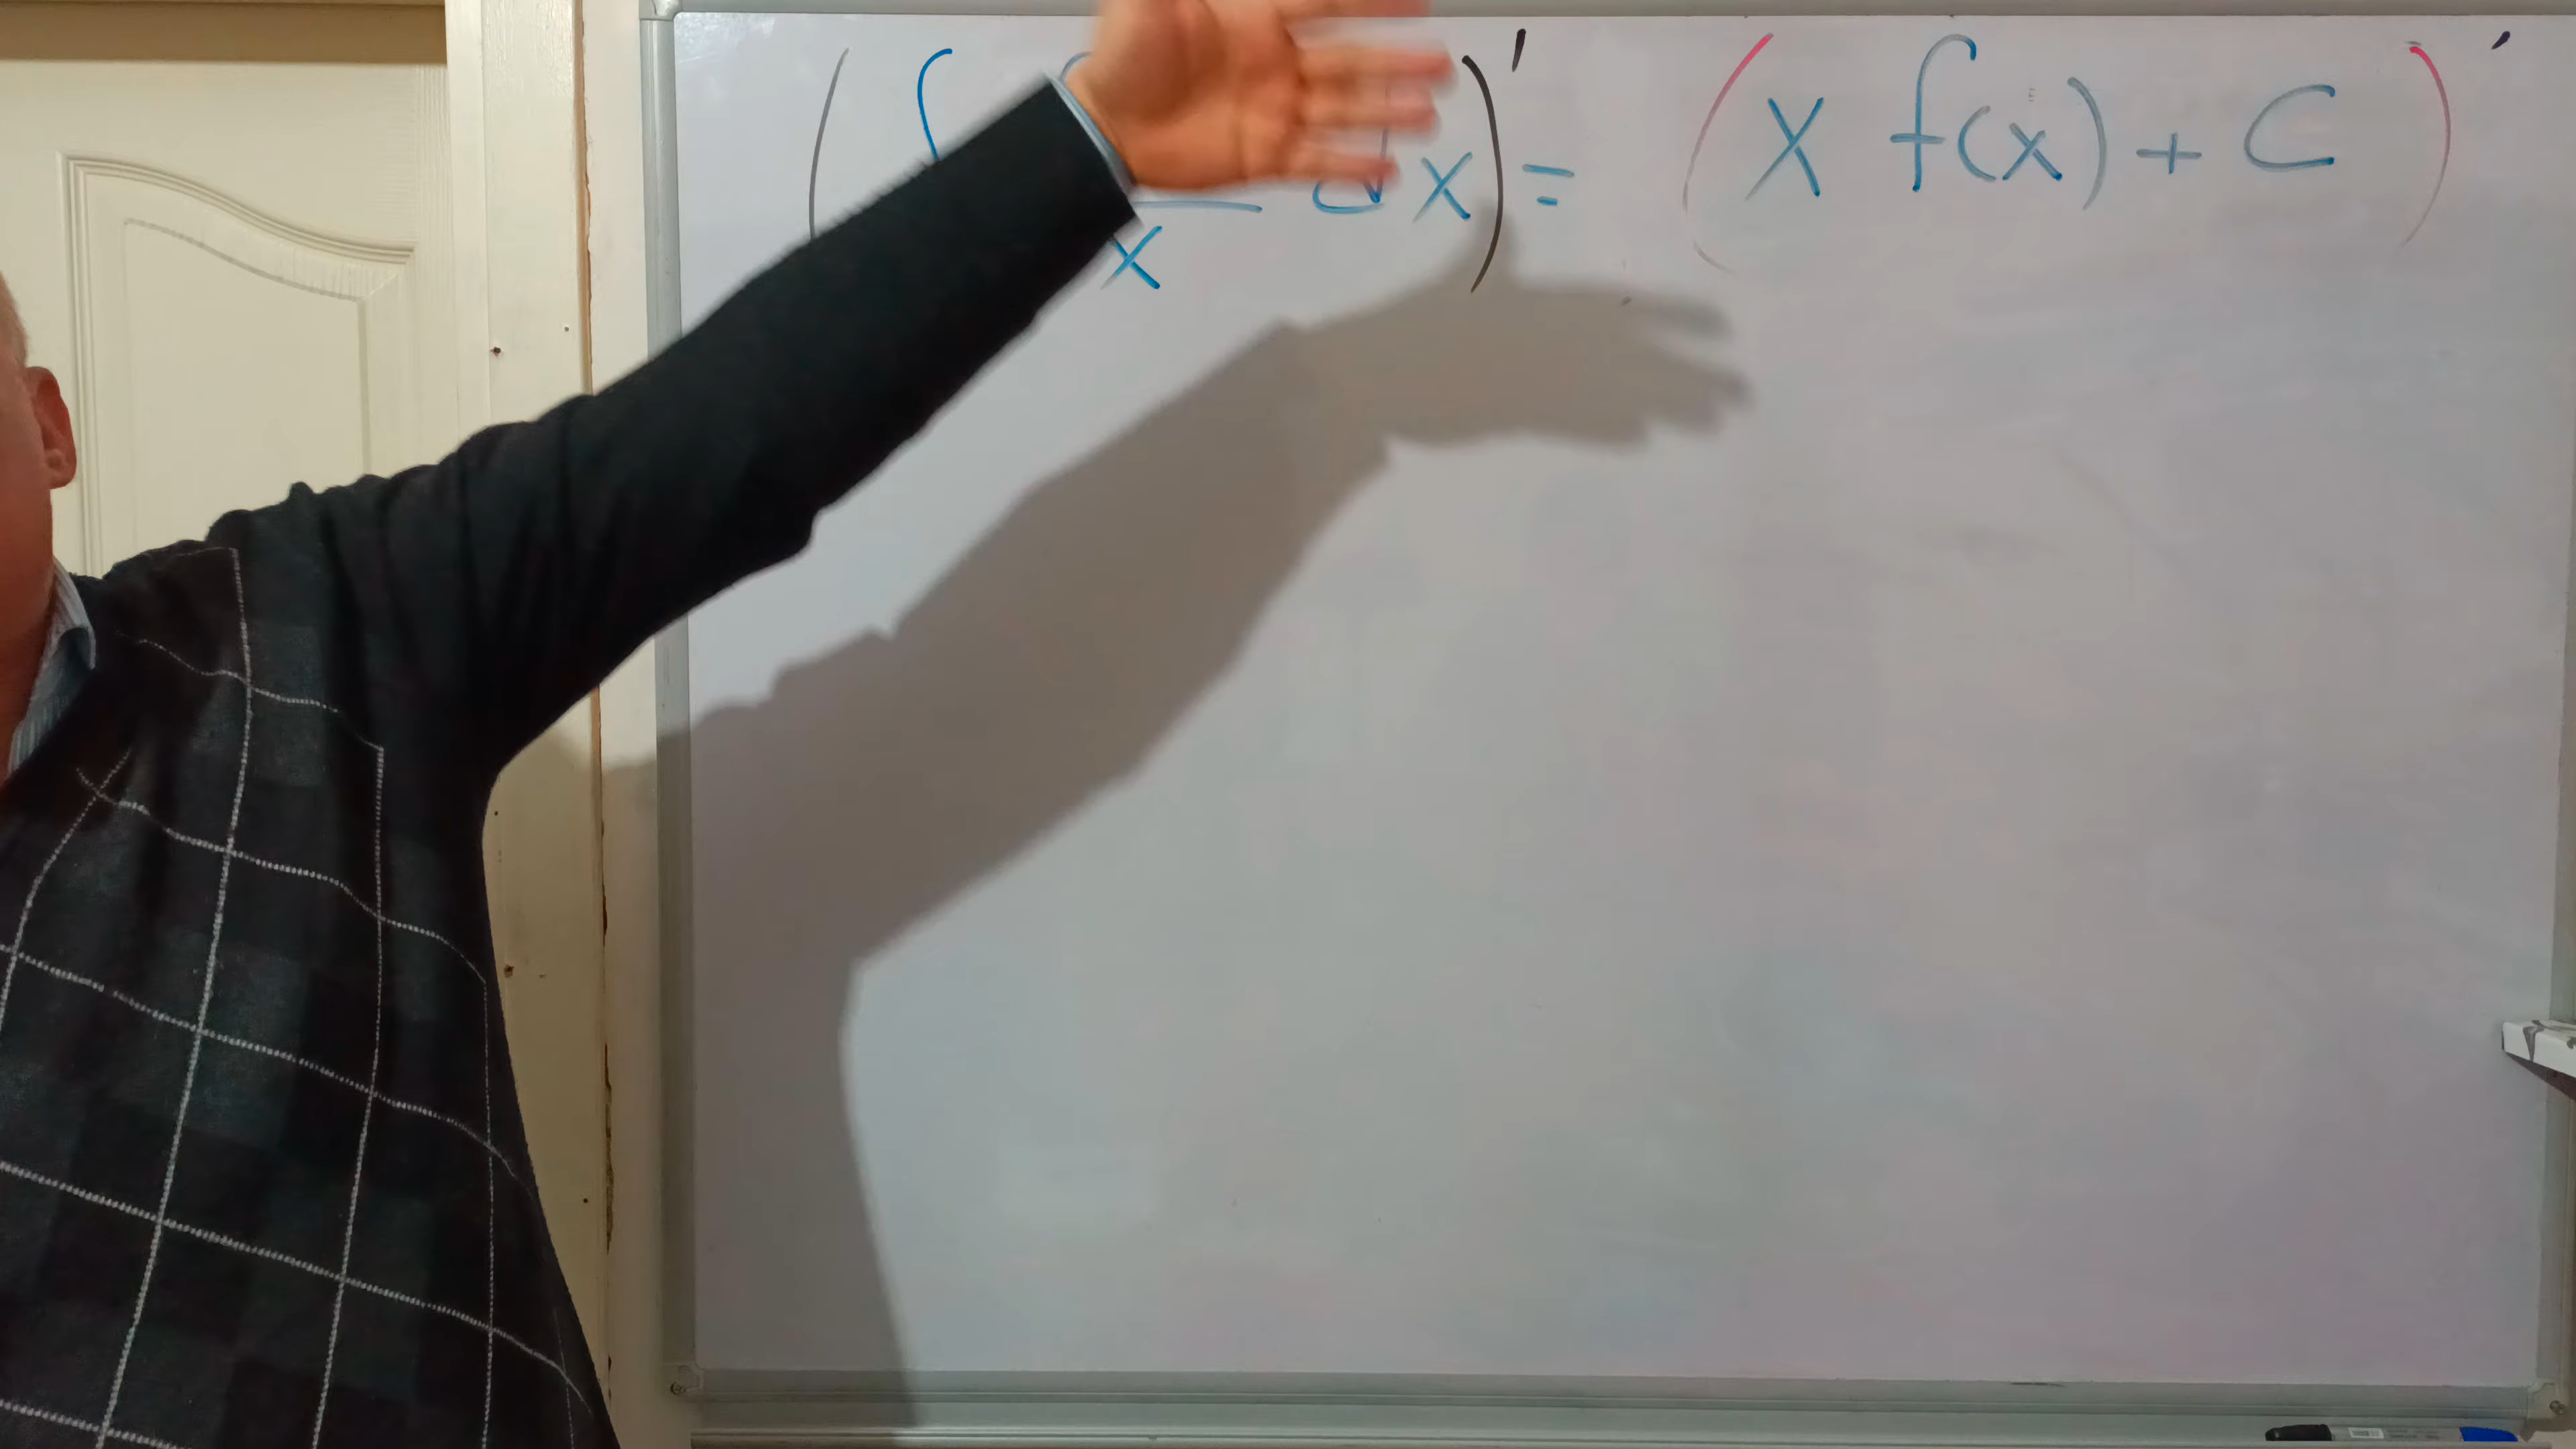 ( ∫ ― x dx )' = ( x f(x) + C )'